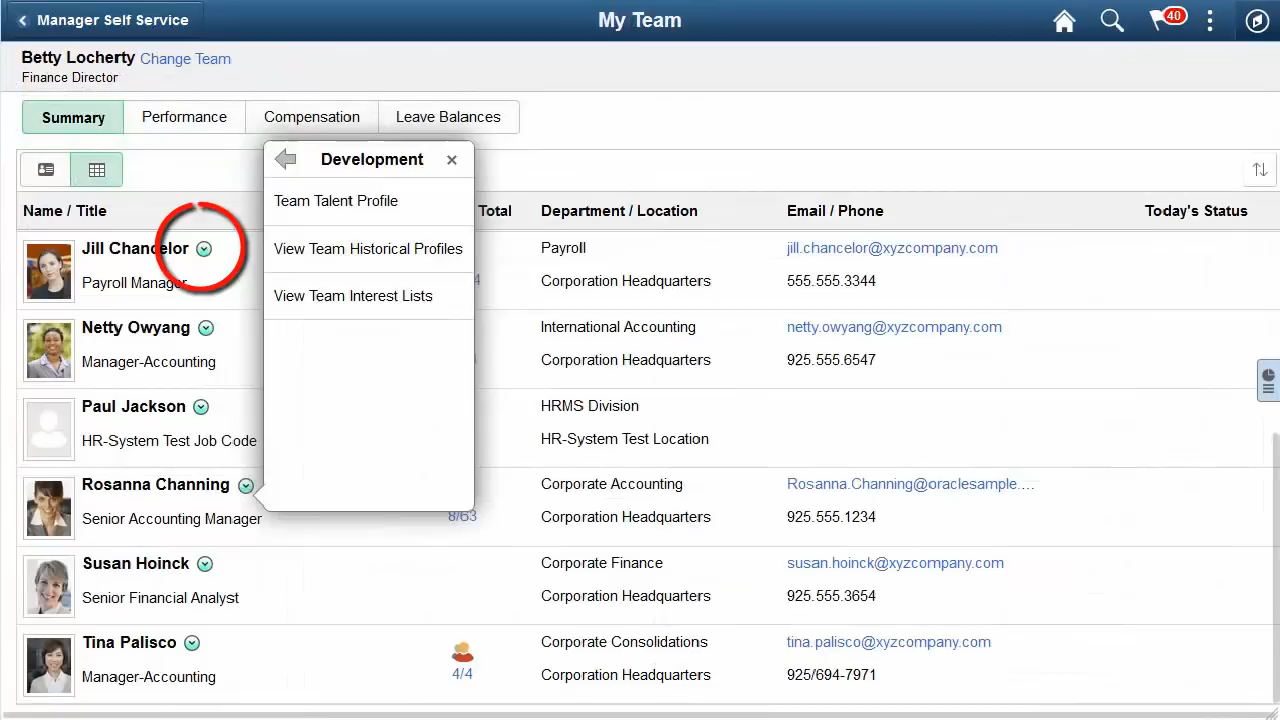 Manager Self Service
My Team
40
Betty Locherty Change Team
Finance Director
Summary Performance Compensation Leave Balances
Development
Team Talent Profile
View Team Historical Profiles
View Team Interest Lists
Name / Title Total Department / Location Email / Phone Today's Status
Jill Chancelor Payroll jill.chancelor@xyzcompany.com
Payroll Manager 4 Corporation Headquarters 555.555.3344
Netty Owyang International Accounting netty.owyang@xyzcompany.com
Manager-Accounting Corporation Headquarters 925.555.6547
Paul Jackson HRMS Division
HR-System Test Job Code HR-System Test Location
Rosanna Channing Corporate Accounting Rosanna.Channing@oraclesample....
Senior Accounting Manager 8/63 Corporation Headquarters 925.555.1234
Susan Hoinck Corporate Finance susan.hoinck@xyzcompany.com
Senior Financial Analyst Corporation Headquarters 925.555.3654
Tina Palisco Corporate Consolidations tina.palisco@xyzcompany.com
Manager-Accounting 4/4 Corporation Headquarters 925/694-7971